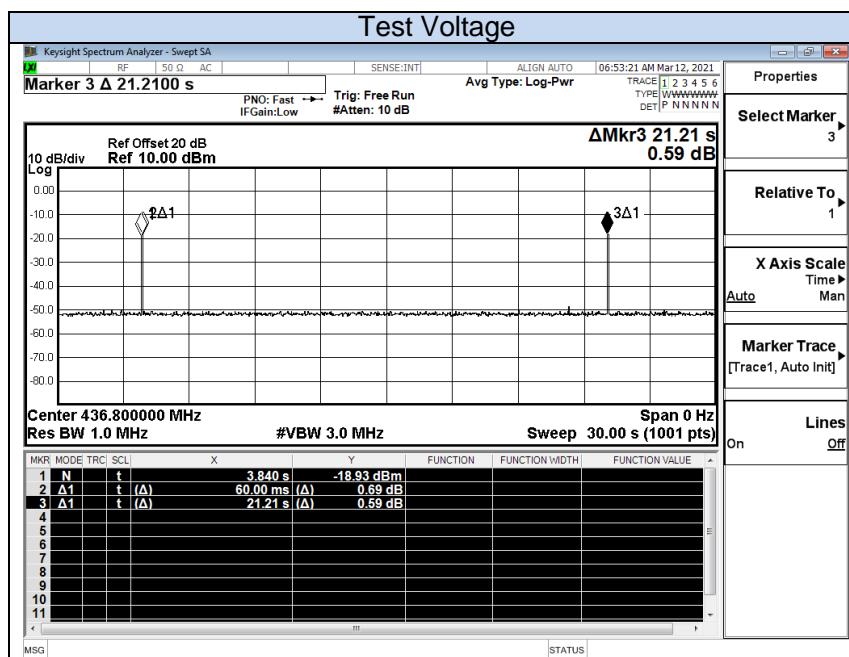 Test Voltage
Keysight Spectrum Analyzer - Swept SA
LXI RF 50 Ω AC SENSE:INT ALIGN AUTO 06:53:21 AM Mar 12, 2021
Marker 3 Δ 21.2100 s
PNO: Fast
IFGain:Low
Trig: Free Run
#Atten: 10 dB
Avg Type: Log-Pwr
TRACE 1 2 3 4 5 6
TYPE WWWWWW
DET P N N N N N
ΔMkr3 21.21 s
0.59 dB
Ref Offset 20 dB
10 dB/div Ref 10.00 dBm
Log
0.00
-10.0
2Δ1
3Δ1
-20.0
-30.0
-40.0
-50.0
-60.0
-70.0
-80.0
Center 436.800000 MHz Span 0 Hz
Res BW 1.0 MHz #VBW 3.0 MHz Sweep 30.00 s (1001 pts)
MKR MODE TRC SCL X Y FUNCTION FUNCTION WIDTH FUNCTION VALUE
1 N t 3.840 s -18.93 dBm
2 Δ1 t (Δ) 60.00 ms (Δ) 0.69 dB
3 Δ1 t (Δ) 21.21 s (Δ) 0.59 dB
4
5
6
7
8
9
10
11
MSG STATUS
Properties
Select Marker
3
Relative To
1
X Axis Scale
Time
Auto Man
Marker Trace
[Trace1, Auto Init]
Lines
On Off